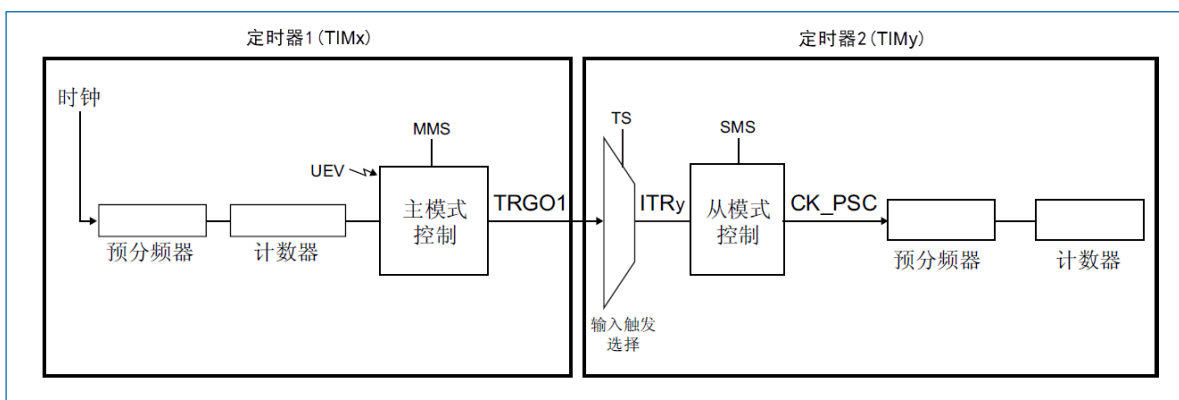 定时器1(TIMx)
定时器2(TIMy)
时钟
MMS
UEV
主模式
控制
TRGO1
预分频器
计数器
TS
SMS
ITRy
从模式
控制
CK_PSC
预分频器
计数器
输入触发
选择